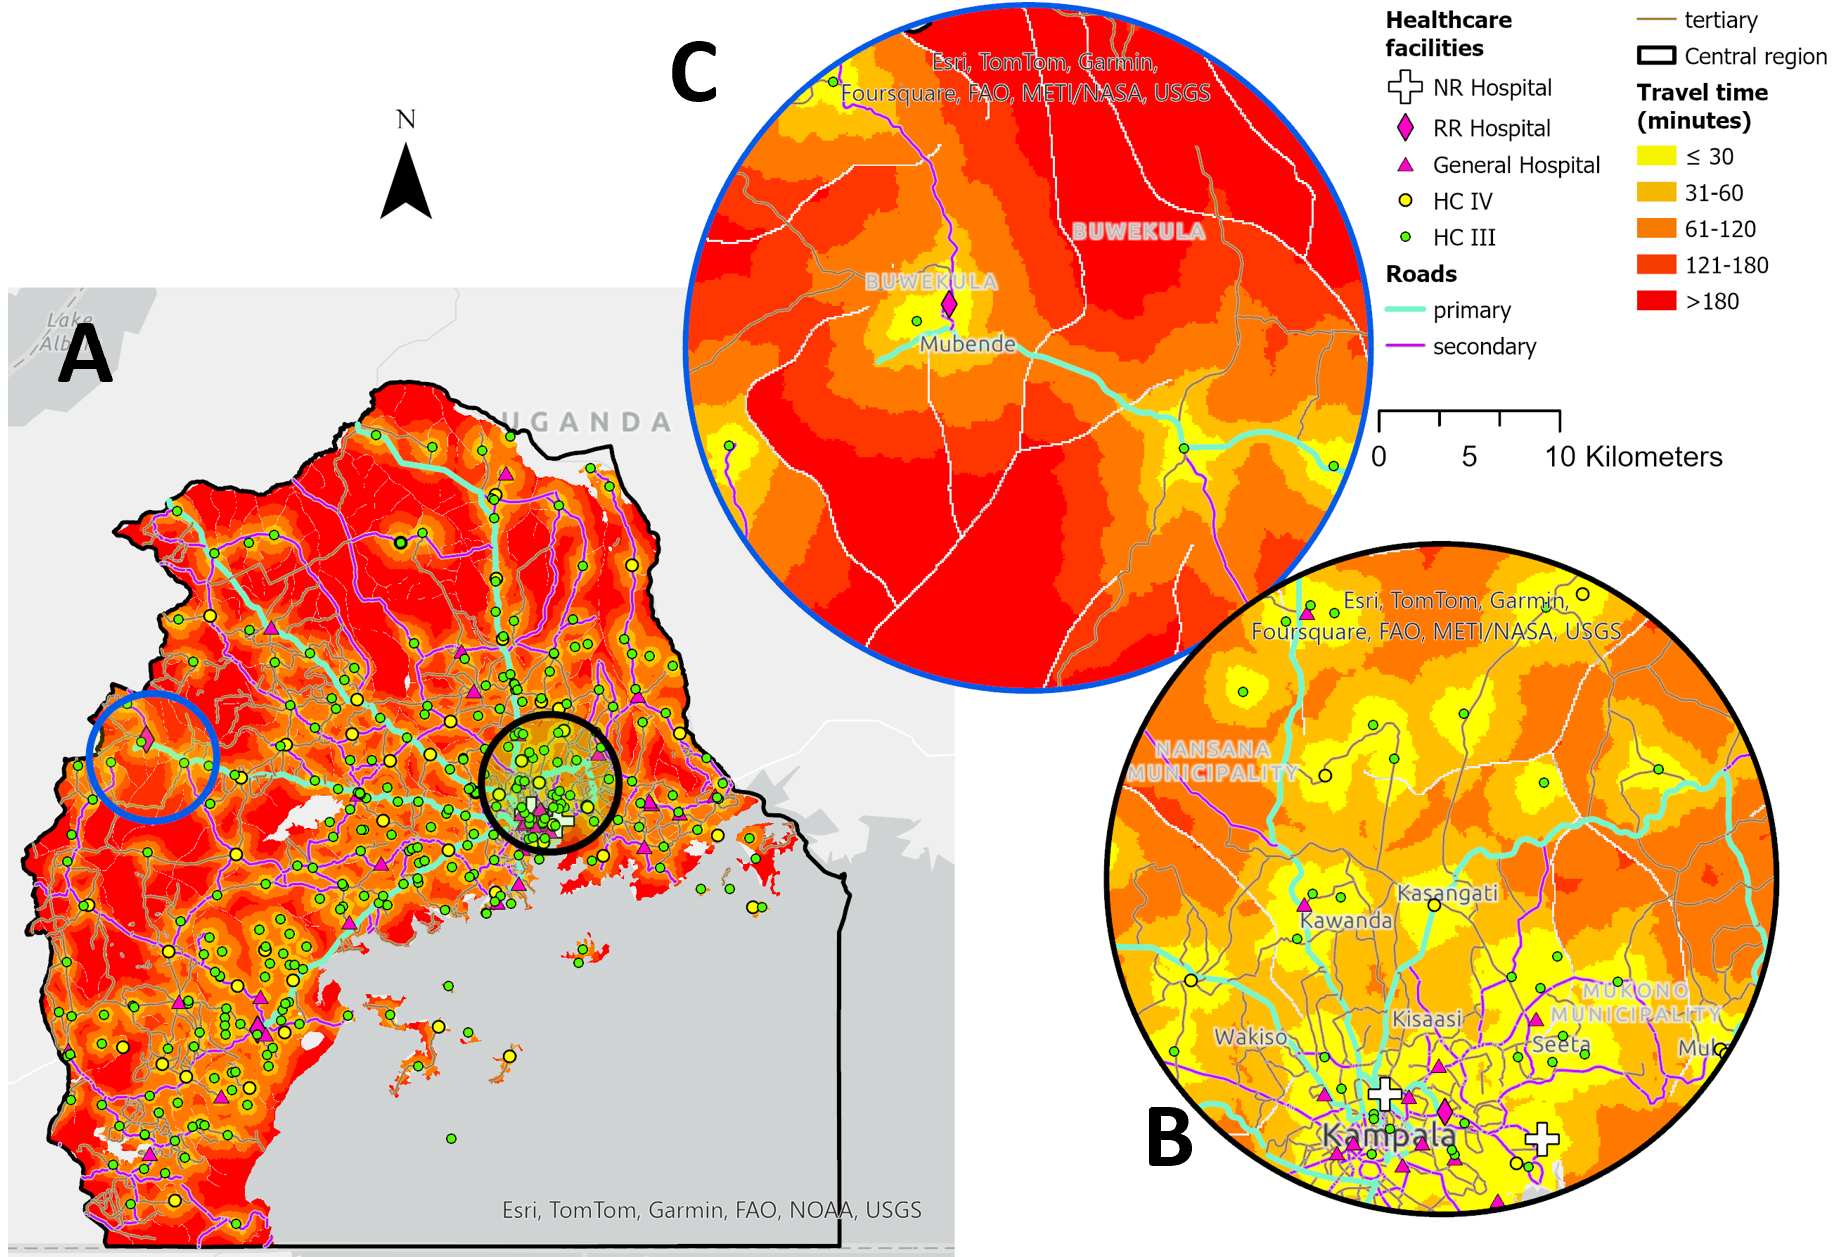 A
N
Lake
UGANDA
Esri, TomTom, Garmin, FAO, NOAA, USGS
C
Esri, TomTom, Garmin,
Foursquare, FAO, METI/NASA, USGS
BUWEKULA
BUWEKULA
Mubende
B
Esri, TomTom, Garmin,
Foursquare, FAO, METI/NASA, USGS
NANSANA
MUNICIPALITY
Kasangati
Kawanda
MUKONO
MUNICIPALITY
Kisaasi
Wakiso
Seeta
Kampala
Healthcare
facilities
NR Hospital
RR Hospital
General Hospital
HC IV
HC III
Roads
primary
secondary
tertiary
Central region
Travel time
(minutes)
≤ 30
31-60
61-120
121-180
>180
0 5 10 Kilometers